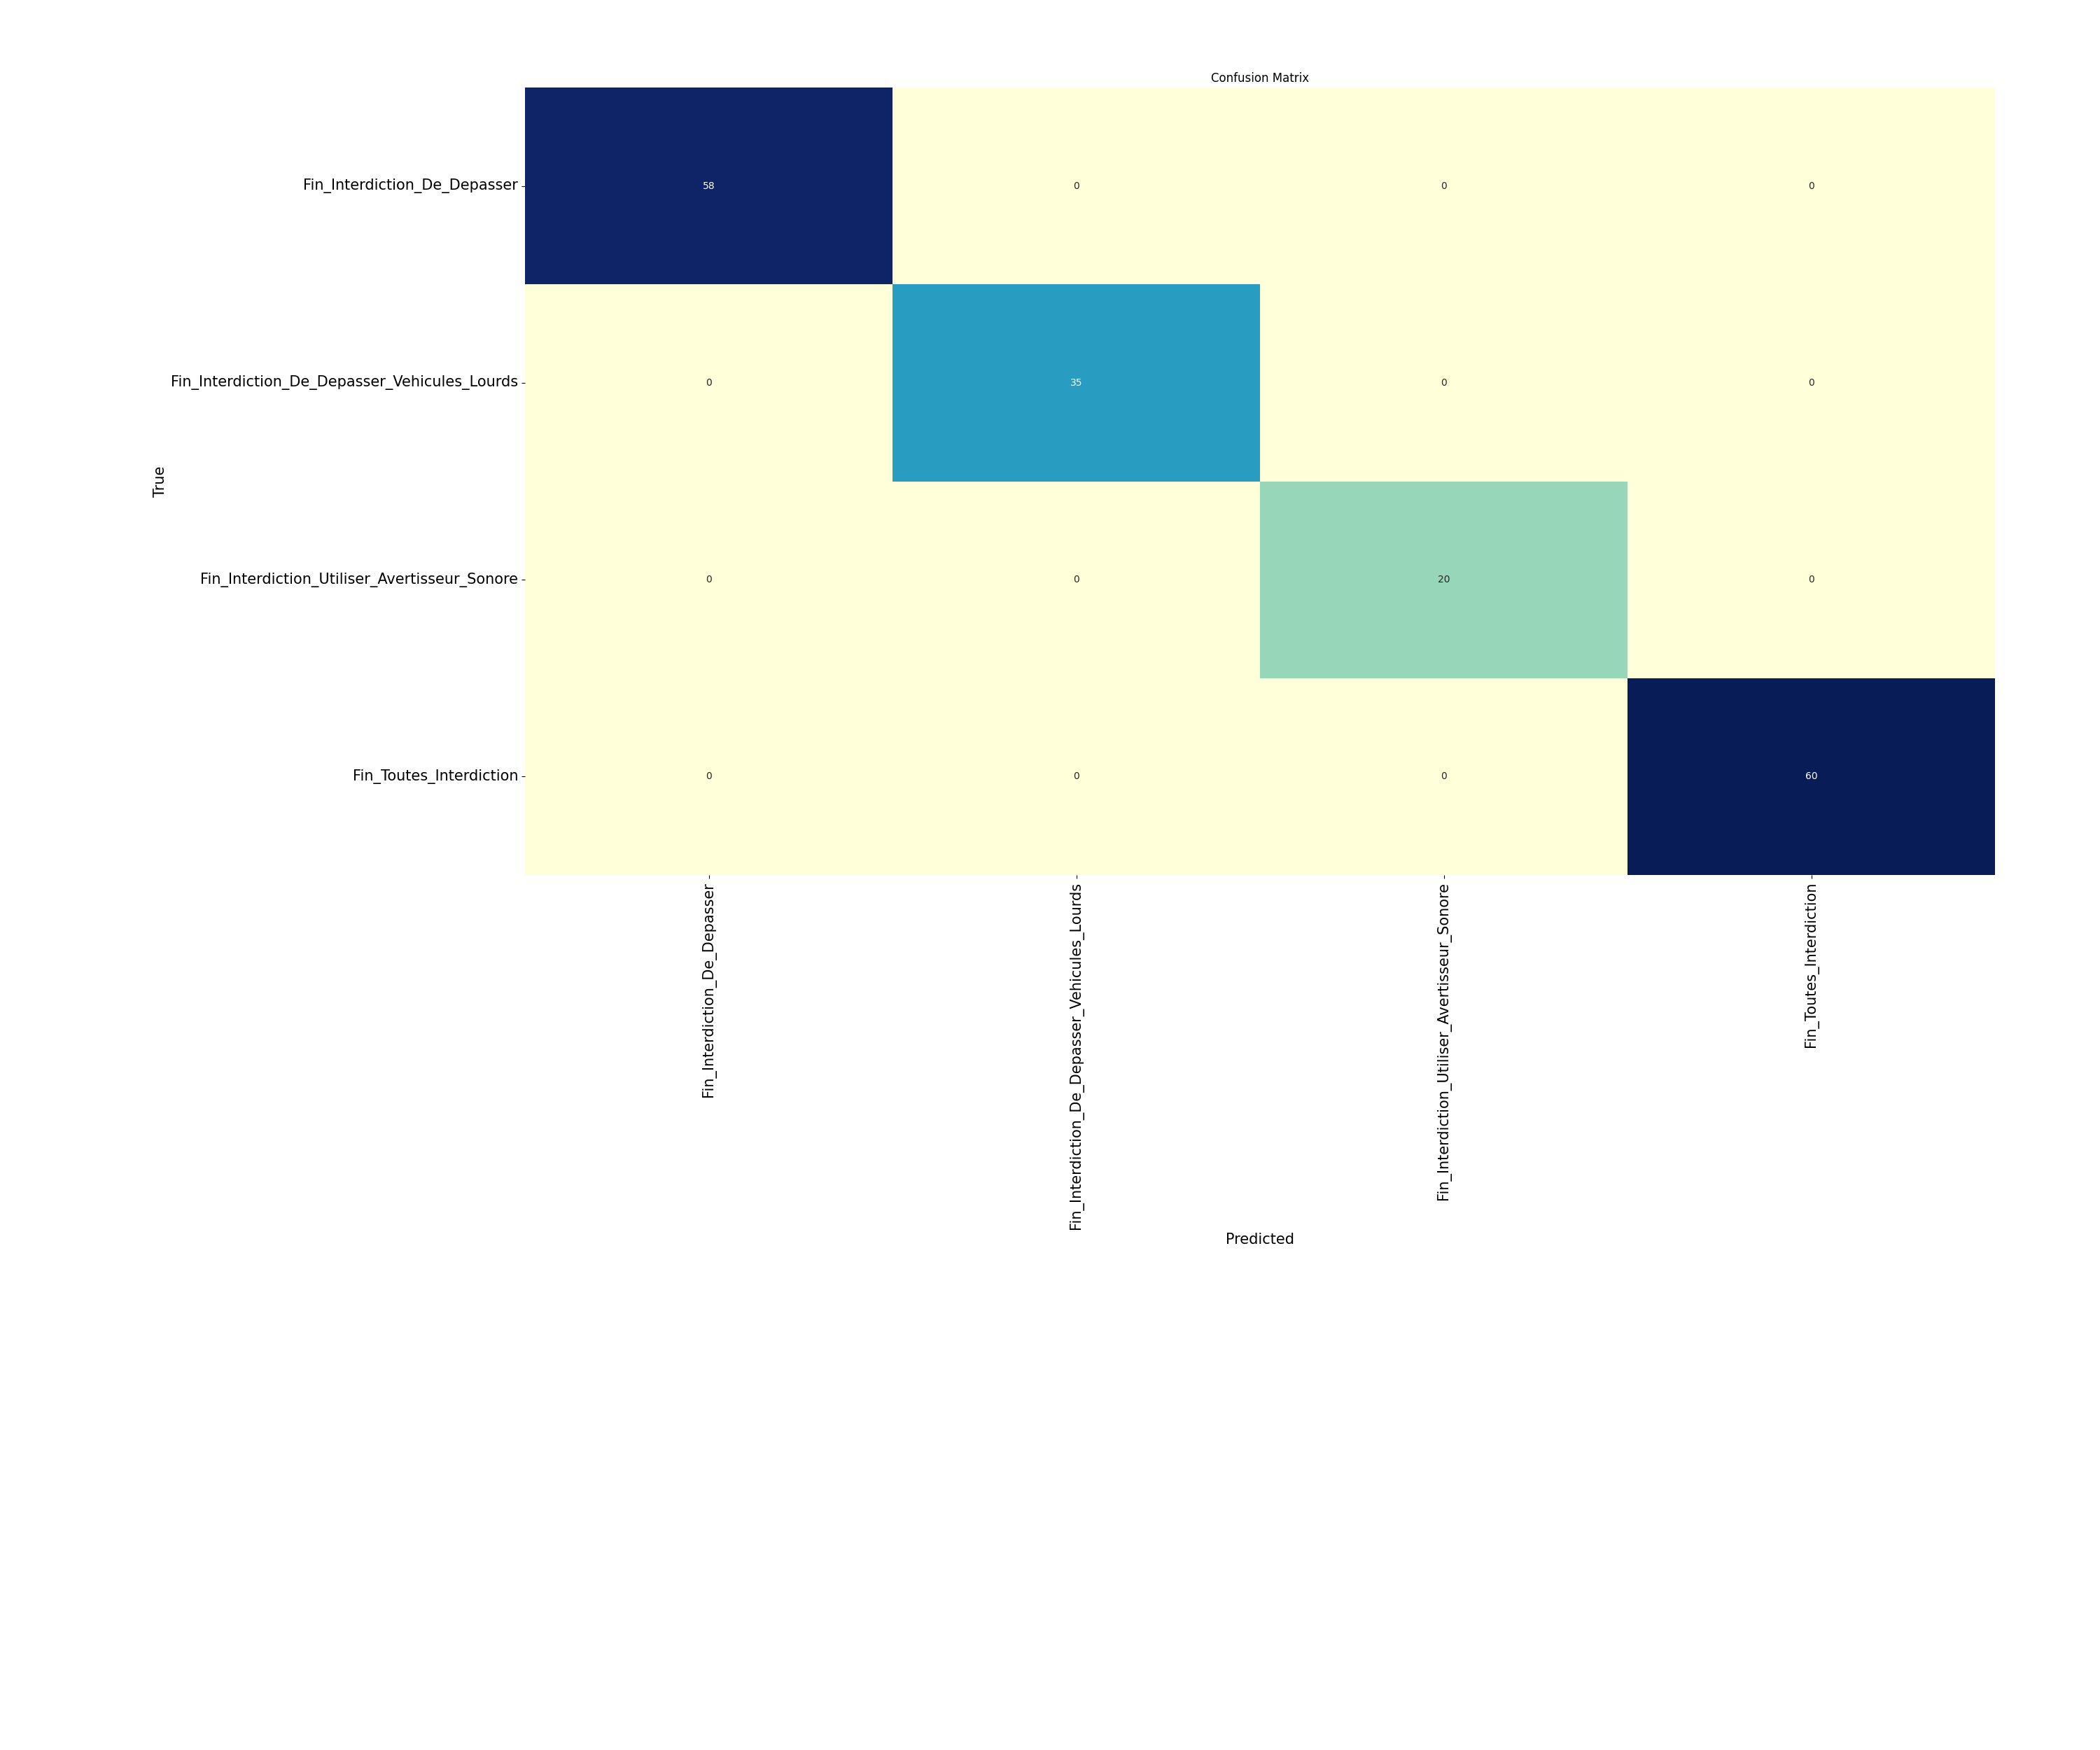 Confusion Matrix
Fin_Interdiction_De_Depasser
58 0 0 0
Fin_Interdiction_De_Depasser_Vehicules_Lourds
0 35 0 0
True
Fin_Interdiction_Utiliser_Avertisseur_Sonore
0 0 20 0
Fin_Toutes_Interdiction
0 0 0 60
Fin_Interdiction_De_Depasser
Fin_Interdiction_De_Depasser_Vehicules_Lourds
Fin_Interdiction_Utiliser_Avertisseur_Sonore
Fin_Toutes_Interdiction
Predicted